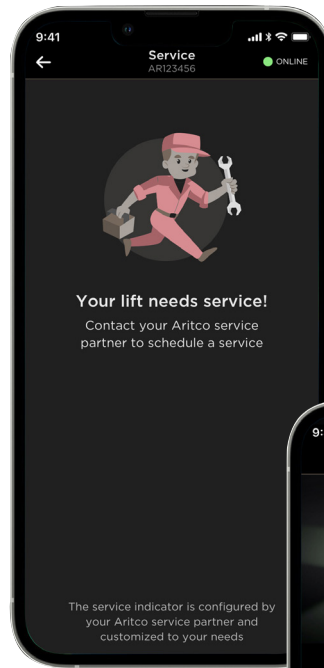 9:41
Service
AR123456
ONLINE
Your lift needs service!
Contact your Aritco service
partner to schedule a service
The service indicator is configured by
your Aritco service partner and
customized to your needs
9: